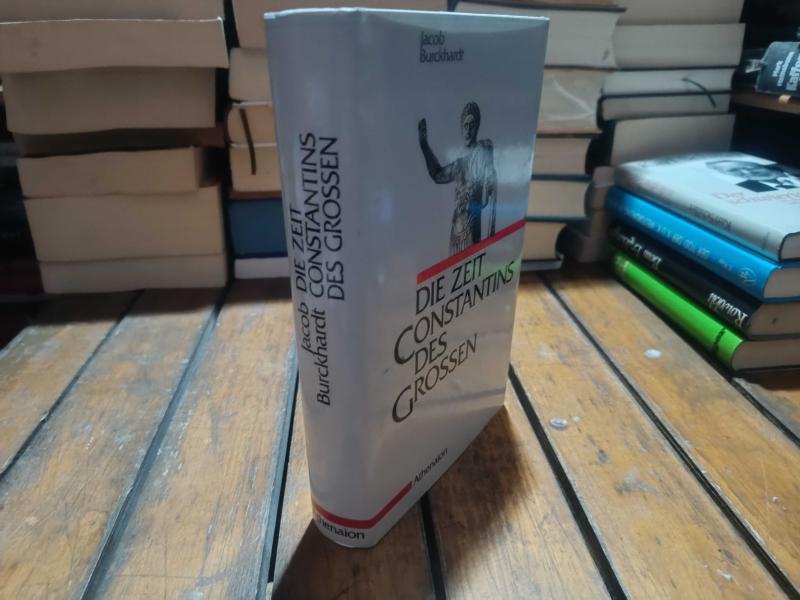 Jacob
Burckhardt
DIE ZEIT
CONSTANTINS
DES
GROSSEN
Athenaion
Jacob
Burckhardt
DIE ZEIT
CONSTANTINS
DES GROSSEN
Athenaion